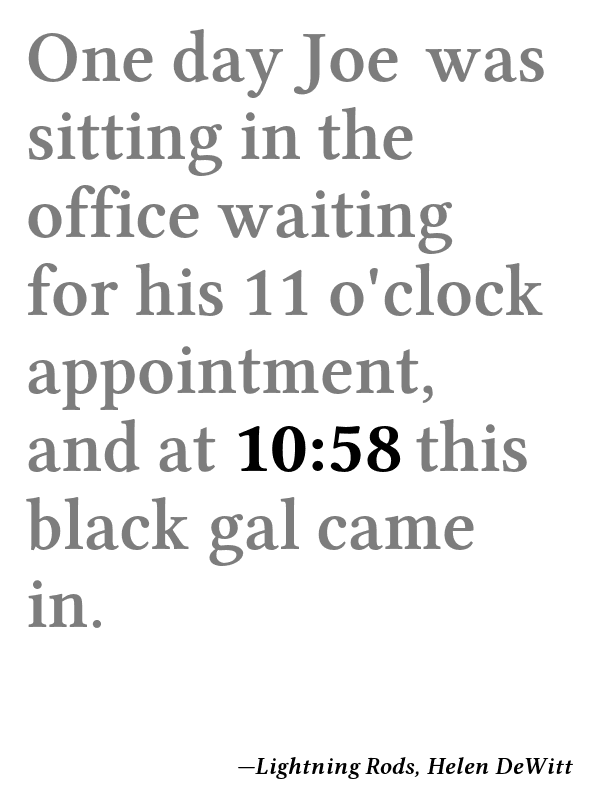 One day Joe was
sitting in the
office waiting
for his 11 o'clock
appointment,
and at 10:58 this
black gal came
in.
—Lightning Rods, Helen DeWitt